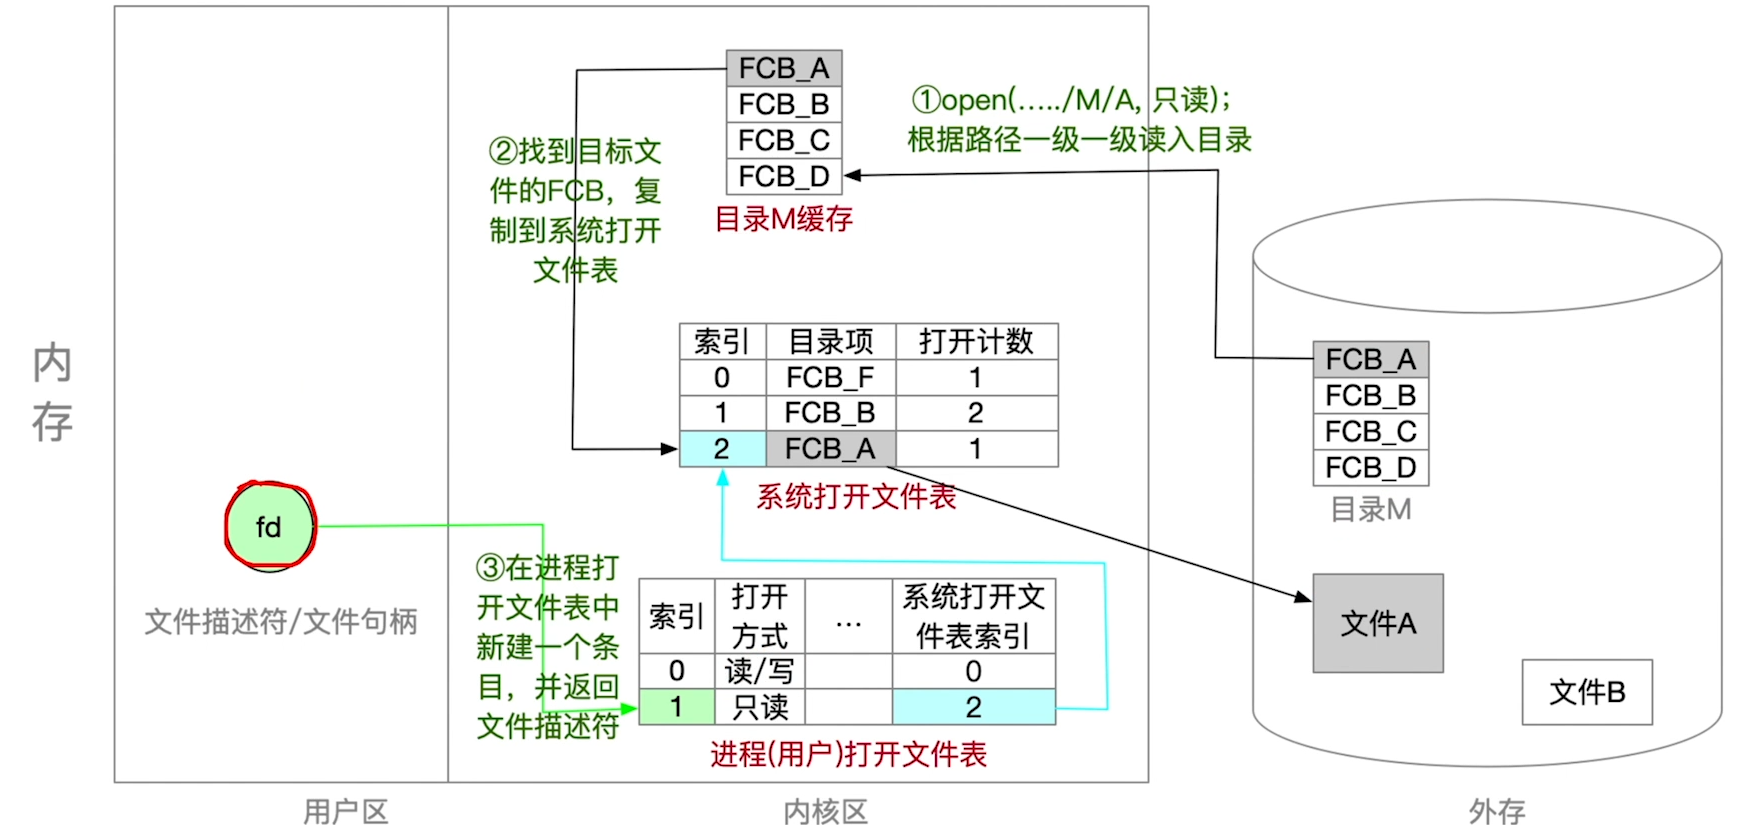 内
存
FCB_A
FCB_B
FCB_C
FCB_D
目录M缓存
①open(…../M/A, 只读);
根据路径一级一级读入目录
②找到目标文
件的FCB，复
制到系统打开
文件表
索引 目录项 打开计数
0 FCB_F 1
1 FCB_B 2
2 FCB_A 1
系统打开文件表
FCB_A
FCB_B
FCB_C
FCB_D
目录M
fd
文件描述符/文件句柄
③在进程打
开文件表中
新建一个条
目，并返回
文件描述符
索引 打开 … 系统打开文
方式 件表索引
0 读/写 0
1 只读 2
进程(用户)打开文件表
文件A
文件B
用户区
内核区
外存